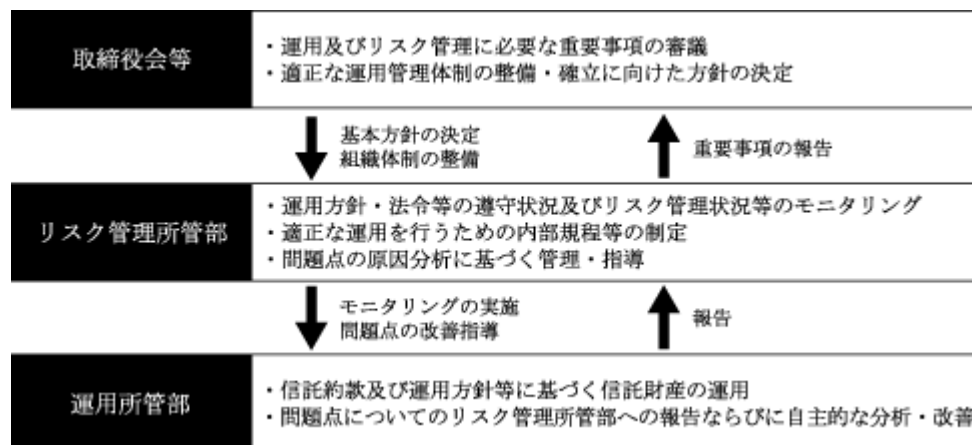 取締役会等
・運用及びリスク管理に必要な重要事項の審議
・適正な運用管理体制の整備・確立に向けた方針の決定
基本方針の決定
組織体制の整備
重要事項の報告
リスク管理所管部
・運用方針・法令等の遵守状況及びリスク管理状況等のモニタリング
・適正な運用を行うための内部規程等の制定
・問題点の原因分析に基づく管理・指導
モニタリングの実施
問題点の改善指導
報告
運用所管部
・信託約款及び運用方針等に基づく信託財産の運用
・問題点についてのリスク管理所管部への報告ならびに自主的な分析・改善